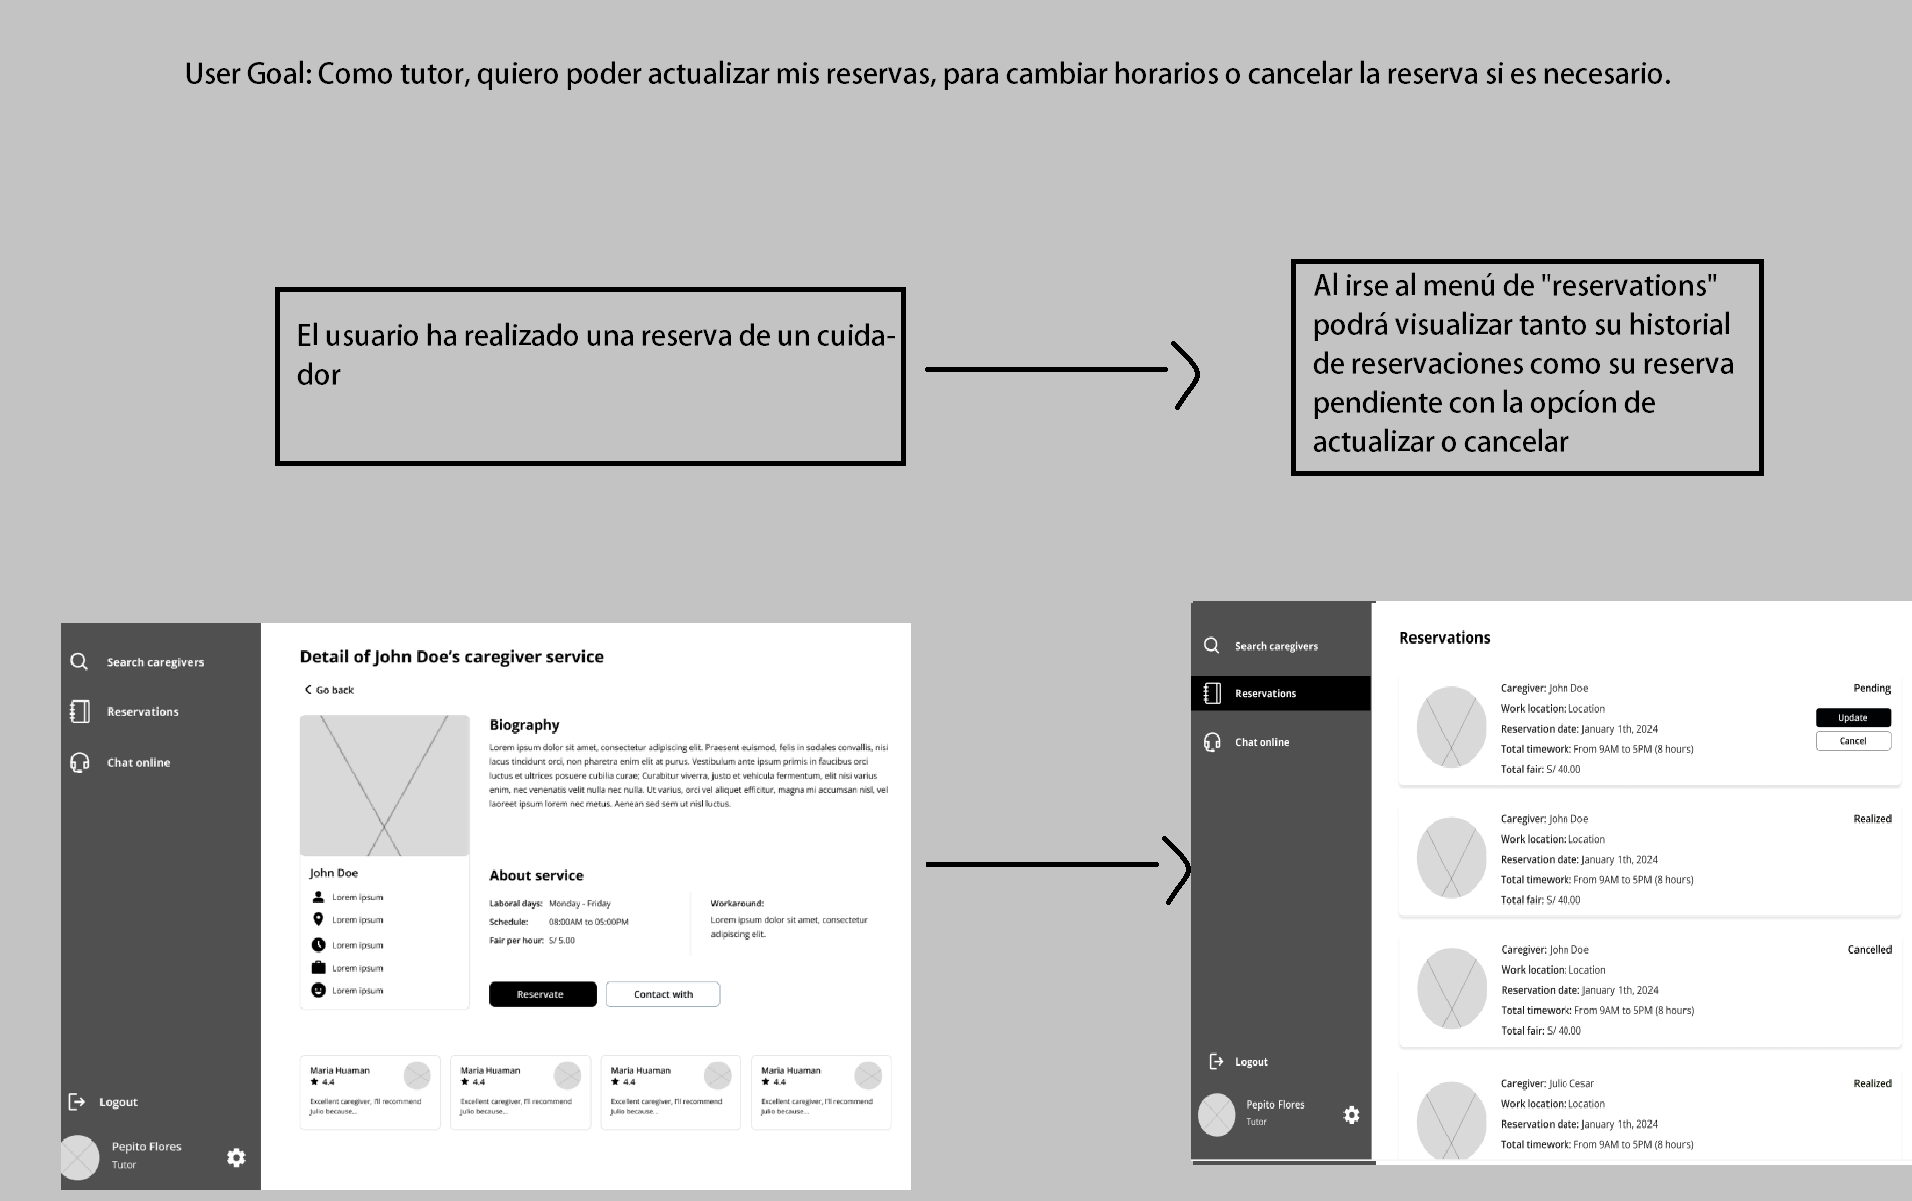 User Goal: Como tutor, quiero poder actualizar mis reservas, para cambiar horarios o cancelar la reserva si es necesario.
El usuario ha realizado una reserva de un cuida-
dor
Al irse al menú de "reservations"
podrá visualizar tanto su historial
de reservaciones como su reserva
pendiente con la opcíon de
actualizar o cancelar
Search caregivers
Reservations
Chat online
Logout
Pepito Flores
Tutor
Detail of John Doe's caregiver service
Go back
John Doe
Lorem ipsum
Lorem ipsum
Lorem ipsum
Lorem ipsum
Lorem ipsum
Biography
Lorem ipsum dolor sit amet, consectetur adipiscing elit. Praesent euismod, felis in sodales convallis, nisi
lacus tincidunt orci, non pharetra enim elit at purus. Vestibulum ante ipsum primis in faucibus orci
luctus et ultrices posuere cubilia curae; Curabitur viverra, justo et vehicula fermentum, elit nisi varius
enim, nec venenatis velit nulla nec nulla. Ut varius, orci vel aliquet efficitur, magna mi accumsan nisl, vel
laoreet ipsum lorem nec metus. Aenean sed sem ut nisl luctus.
About service
Laboral days: Monday - Friday
Schedule: 08:00AM to 05:00PM
Fair per hour: S/ 5.00
Workaround:
Lorem ipsum dolor sit amet, consectetur
adipiscing elit.
Reservate
Contact with
Maria Huaman
4.4
Excellent caregiver, I'll recommend
Julio because...
Maria Huaman
4.4
Excellent caregiver, I'll recommend
Julio because...
Maria Huaman
4.4
Excellent caregiver, I'll recommend
Julio because...
Maria Huaman
4.4
Excellent caregiver, I'll recommend
Julio because...
Search caregivers
Reservations
Chat online
Logout
Pepito Flores
Tutor
Reservations
Caregiver: John Doe
Work location: Location
Reservation date: January 1th, 2024
Total timework: From 9AM to 5PM (8 hours)
Total fair: S/ 40.00
Pending
Update
Cancel
Caregiver: John Doe
Work location: Location
Reservation date: January 1th, 2024
Total timework: From 9AM to 5PM (8 hours)
Total fair: S/ 40.00
Realized
Caregiver: John Doe
Work location: Location
Reservation date: January 1th, 2024
Total timework: From 9AM to 5PM (8 hours)
Total fair: S/ 40.00
Cancelled
Caregiver: Julio Cesar
Work location: Location
Reservation date: January 1th, 2024
Total timework: From 9AM to 5PM (8 hours)
Realized